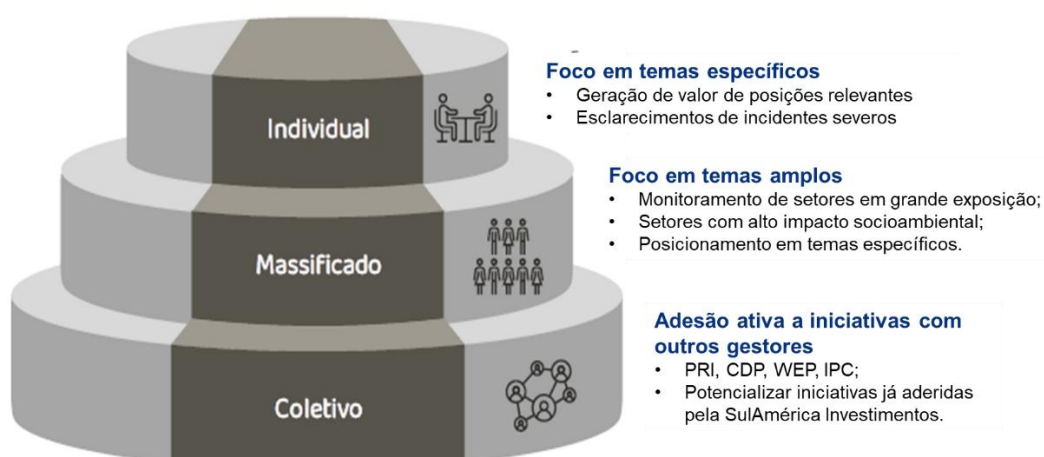 Individual
Foco em temas específicos
• Geração de valor de posições relevantes
• Esclarecimentos de incidentes severos
Massificado
Foco em temas amplos
• Monitoramento de setores em grande exposição;
• Setores com alto impacto socioambiental;
• Posicionamento em temas específicos.
Coletivo
Adesão ativa a iniciativas com
outros gestores
• PRI, CDP, WEP, IPC;
• Potencializar iniciativas já aderidas
pela SulAmérica Investimentos.